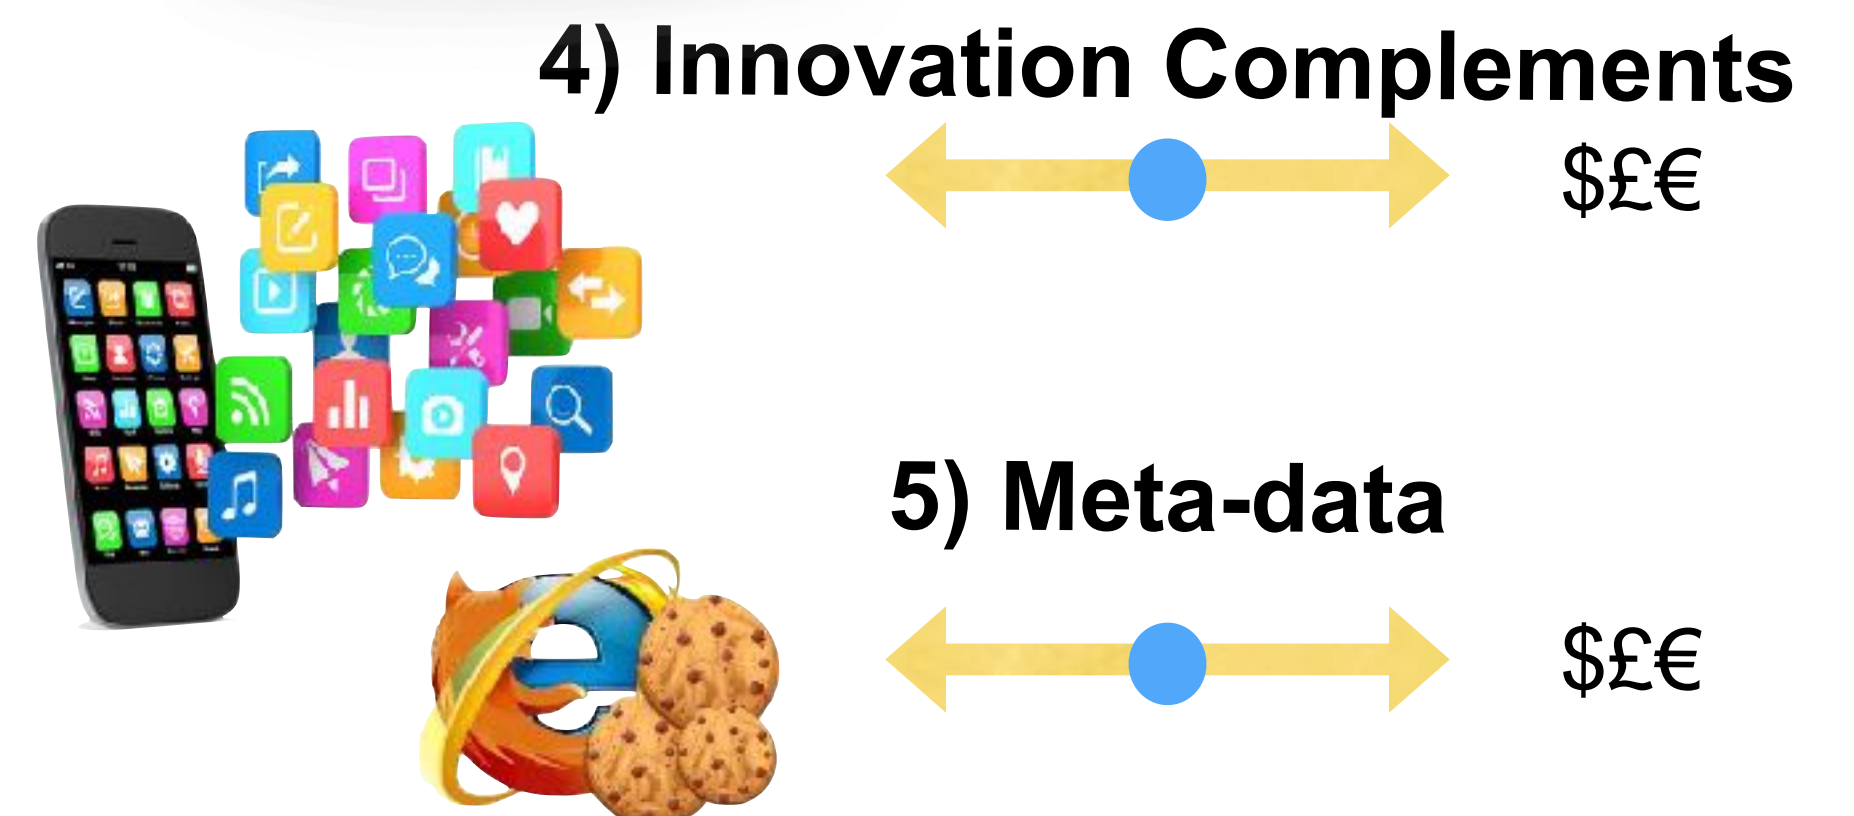 4) Innovation Complements
$£€
5) Meta-data
$£€